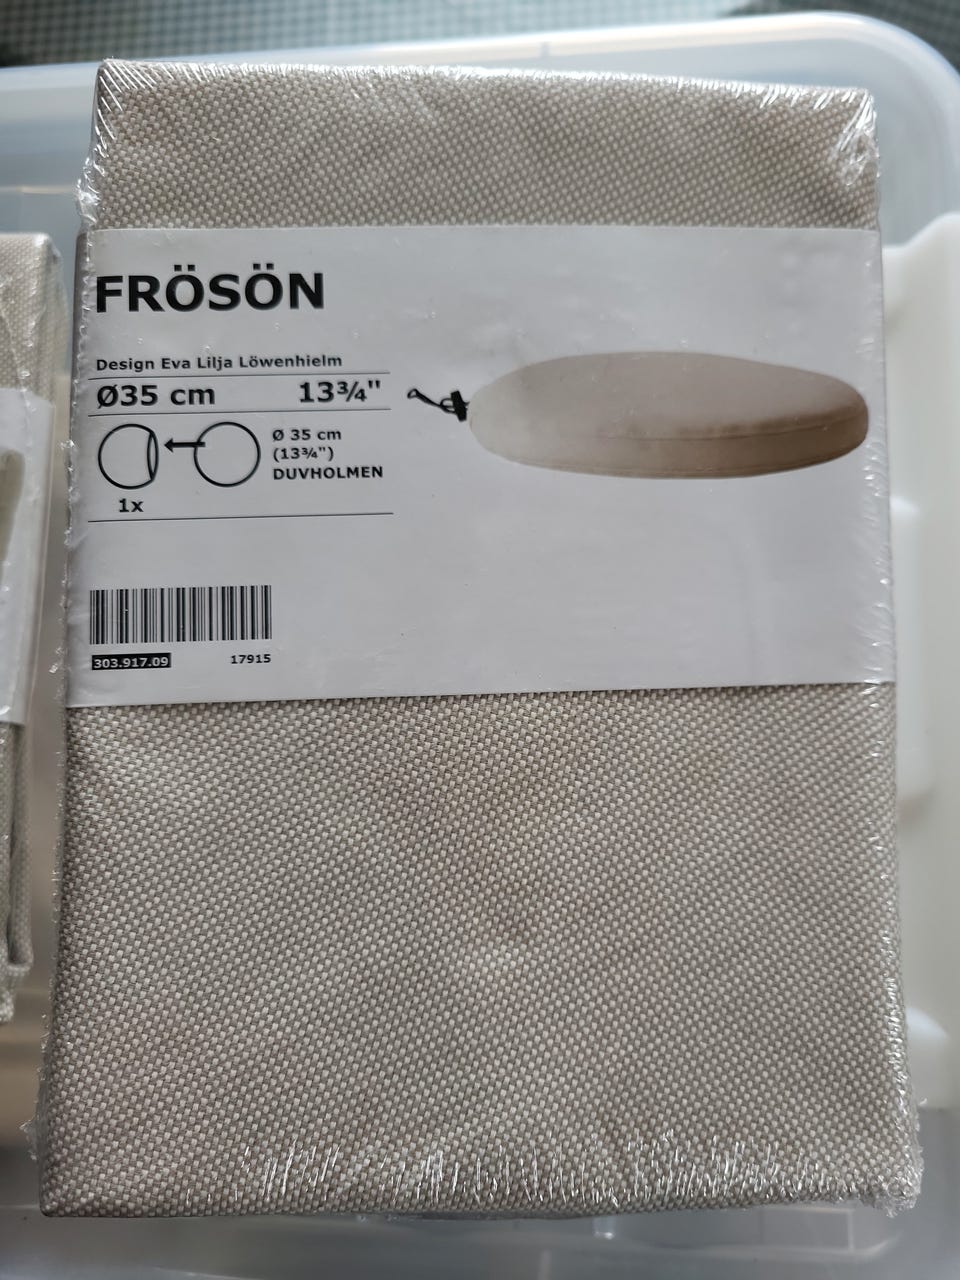 FRÖSÖN
Design Eva Lilja Löwenhielm
Ø35 cm 13¾"
Ø 35 cm
(13¾")
DUVHOLMEN
1x
303.917.09 17915